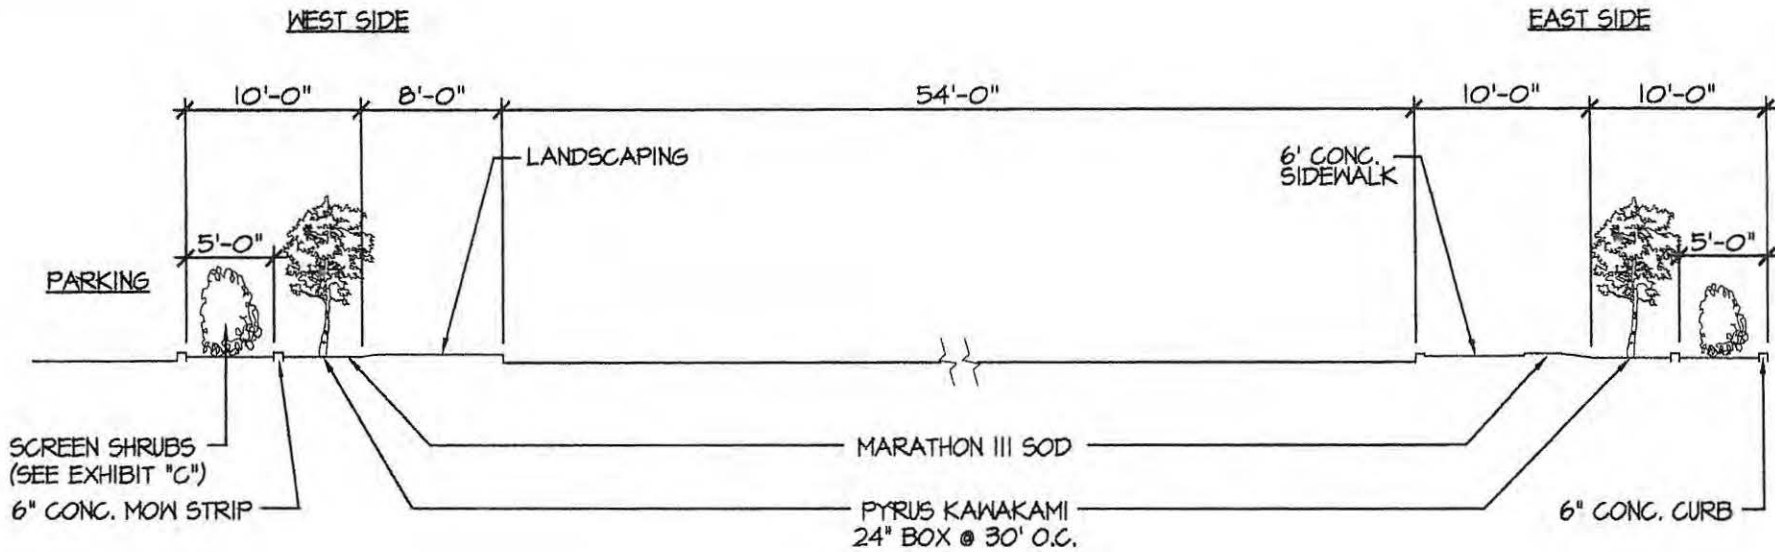 WEST SIDE
EAST SIDE
10'-0" 8'-0" 54'-0" 10'-0" 10'-0"
LANDSCAPING
6' CONC.
SIDEWALK
5'-0" 5'-0"
PARKING
SCREEN SHRUBS
(SEE EXHIBIT "C")
6" CONC. MOW STRIP
MARATHON III SOD
PYRUS KAWAKAMI
24" BOX @ 30' O.C.
6" CONC. CURB